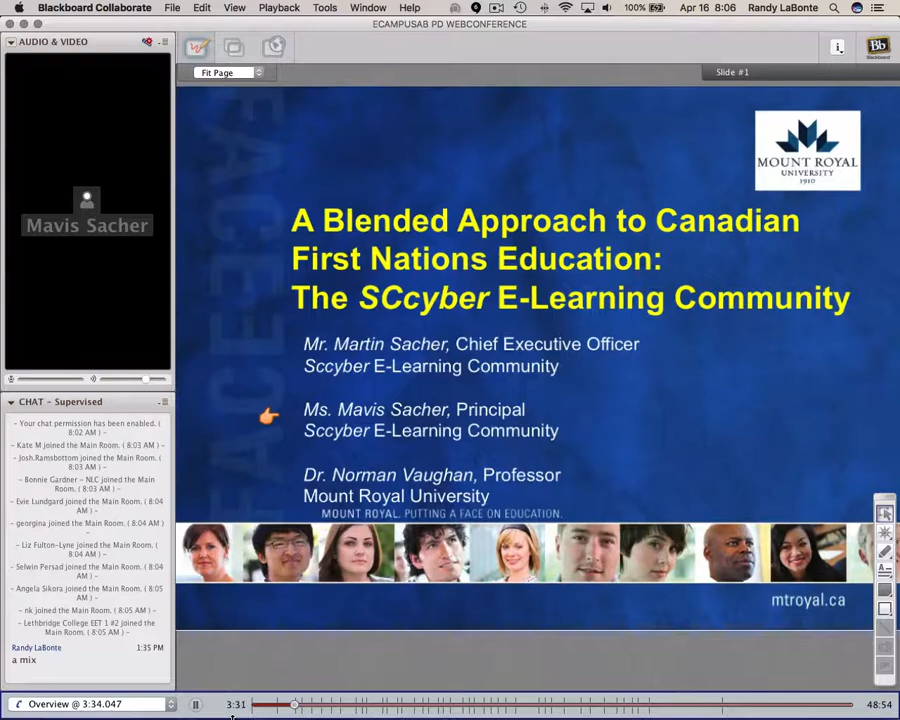 Blackboard Collaborate File Edit View Playback Tools Window Help 100% Apr 16 8:06 Randy LaBonte
ECAMPUSAB PD WEBCONFERENCE
AUDIO & VIDEO
i
Bb
Blackboard
Fit Page
Slide #1
Mavis Sacher
FACE FACE
MOUNT ROYAL
UNIVERSITY
1910
A Blended Approach to Canadian
First Nations Education:
The SCcyber E-Learning Community
Mr. Martin Sacher, Chief Executive Officer
Sccyber E-Learning Community
Ms. Mavis Sacher, Principal
Sccyber E-Learning Community
Dr. Norman Vaughan, Professor
Mount Royal University
MOUNT ROYAL. PUTTING A FACE ON EDUCATION.
mtroyal.ca
CHAT - Supervised
- Your chat permission has been enabled. (
8:02 AM ) -
- Kate M joined the Main Room. ( 8:03 AM ) -
- Josh.Ramsbottom joined the Main Room. (
8:03 AM ) -
- Bonnie Gardner - NLC joined the Main
Room. ( 8:03 AM ) -
- Evie Lundgard joined the Main Room. ( 8:04
AM ) -
- georgina joined the Main Room. ( 8:04
AM ) -
- Liz Fulton-Lyne joined the Main Room. (
8:04 AM ) -
- Selwin Persad joined the Main Room. ( 8:04
AM ) -
- Angela Sikora joined the Main Room. ( 8:05
AM ) -
- nk joined the Main Room. ( 8:05 AM ) -
- Lethbridge College EET 1 #2 joined the
Main Room. ( 8:05 AM ) -
Randy LaBonte 1:35 PM
a mix
Overview @ 3:34.047
3:31
48:54